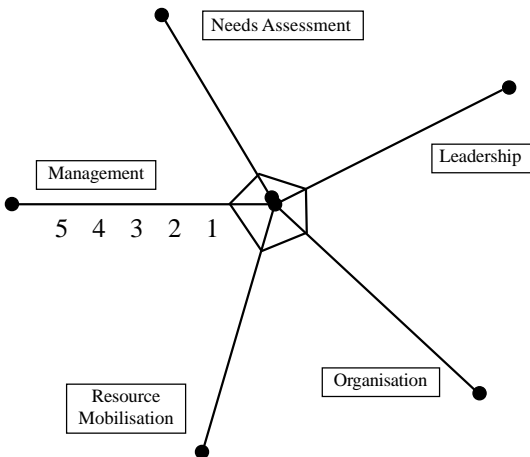 Needs Assessment
Leadership
Management
5 4 3 2 1
Organisation
Resource
Mobilisation